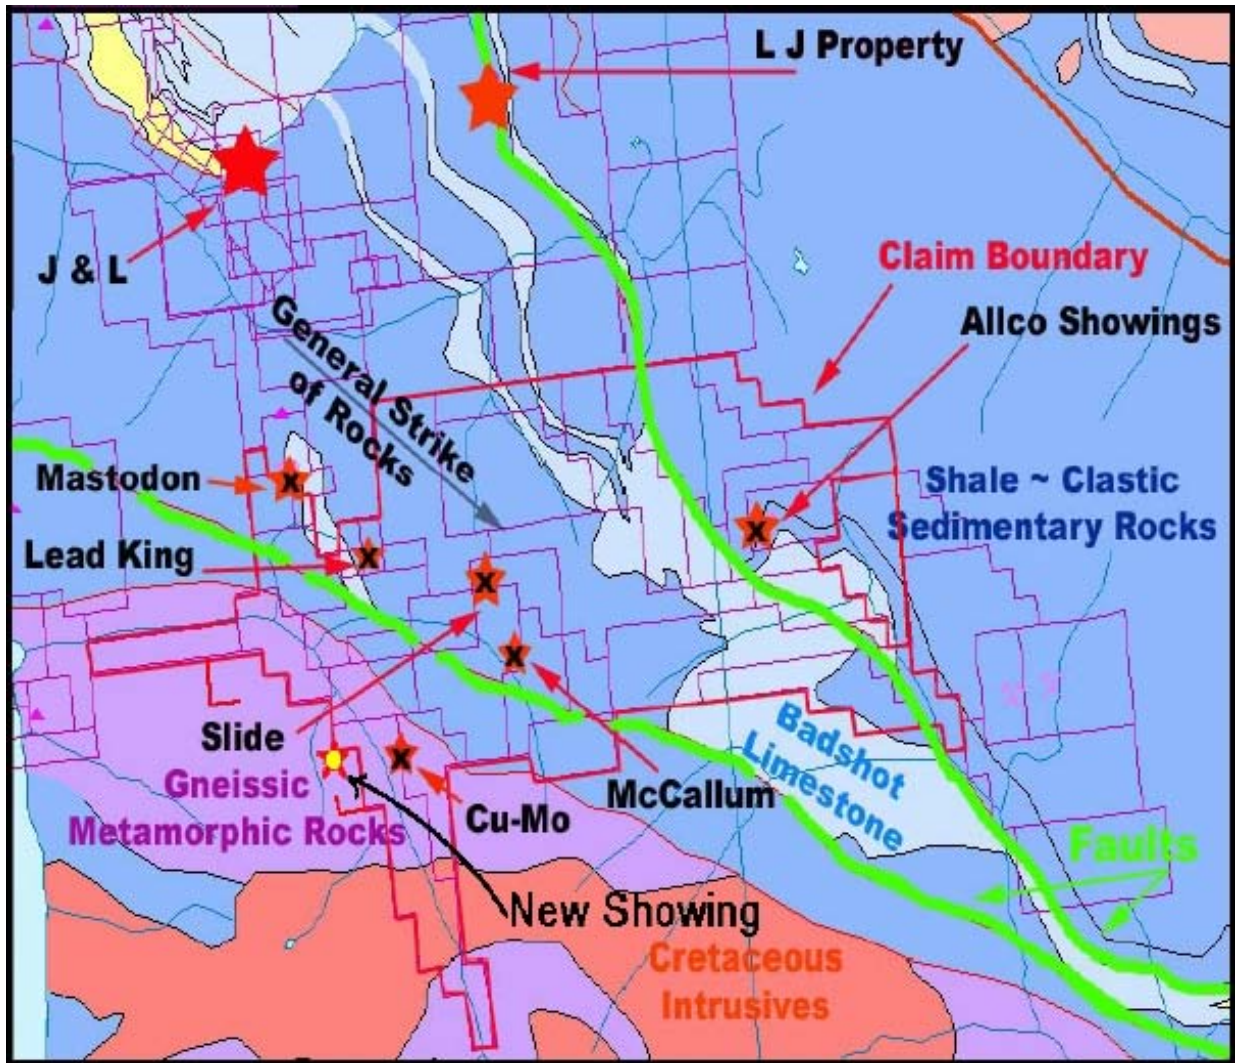 L J Property
J & L
Claim Boundary
Allco Showings
General Strike
of Rocks
Mastodon
Shale ~ Clastic
Sedimentary Rocks
Lead King
x
x
x
x
x
x
Slide
Gneissic
Metamorphic Rocks
Cu-Mo
McCallum
Badshot
Limestone
Faults
New Showing
Cretaceous
Intrusives